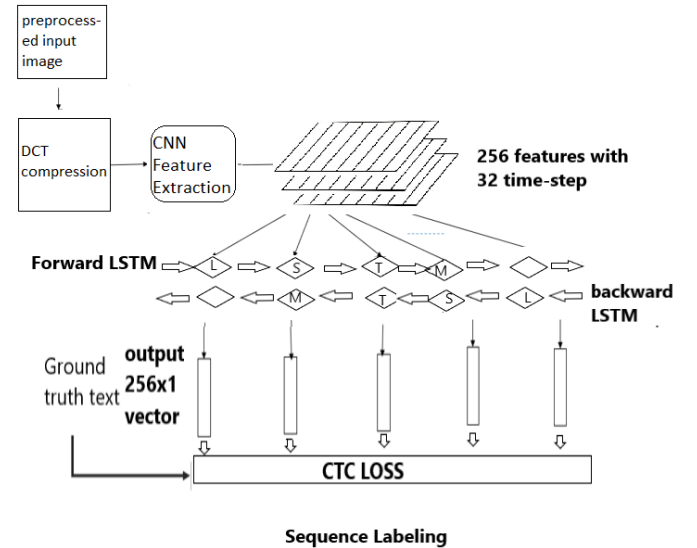 preprocess-
ed input
image
DCT
compression
CNN
Feature
Extraction
256 features with
32 time-step
Forward LSTM
L S T M
M T S L
backward
LSTM
Ground
truth text
output
256x1
vector
CTC LOSS
Sequence Labeling